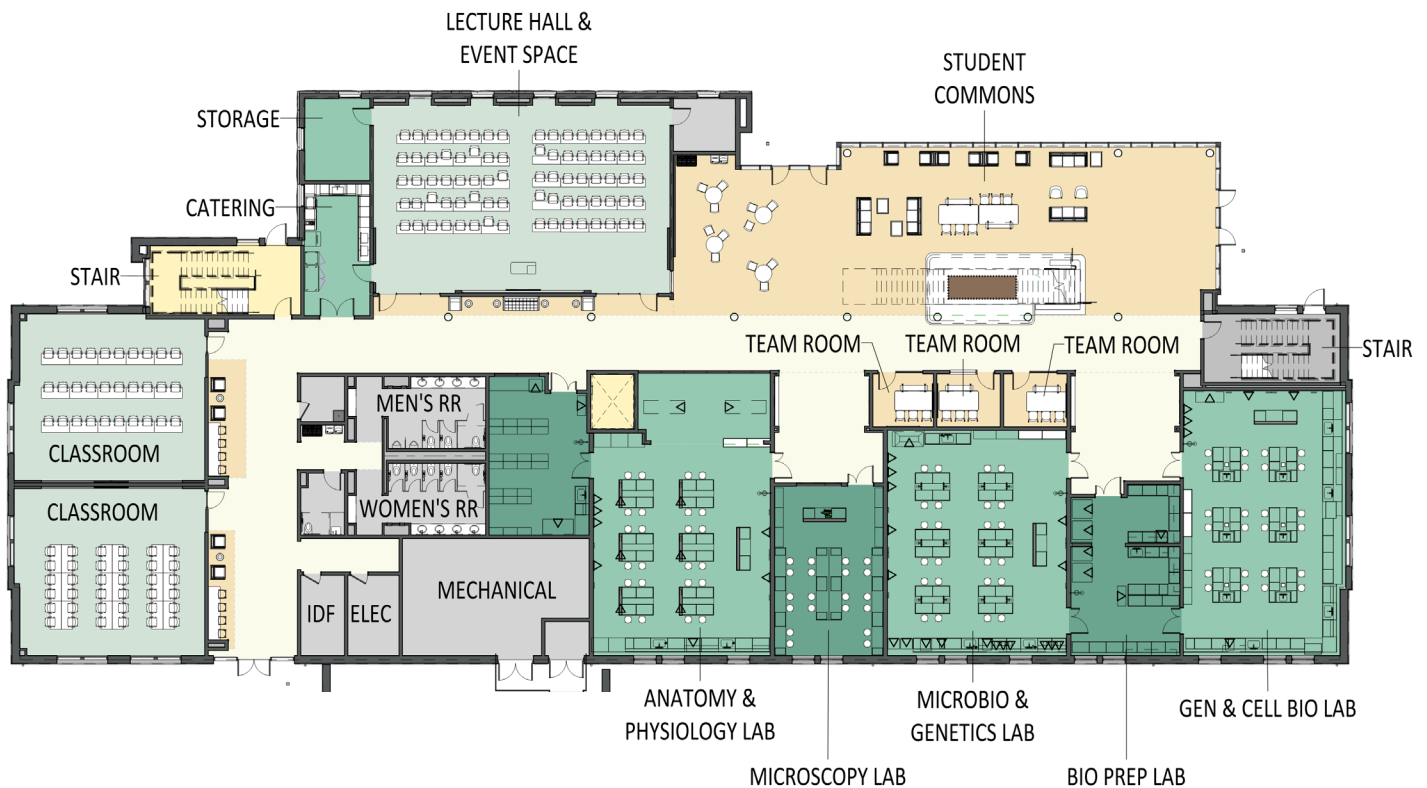 LECTURE HALL &
EVENT SPACE
STUDENT
COMMONS
STORAGE
CATERING
STAIR
TEAM ROOM
TEAM ROOM
TEAM ROOM
STAIR
MEN'S RR
CLASSROOM
CLASSROOM
WOMEN'S RR
MECHANICAL
IDF
ELEC
ANATOMY &
PHYSIOLOGY LAB
MICROBIO &
GENETICS LAB
GEN & CELL BIO LAB
MICROSCOPY LAB
BIO PREP LAB